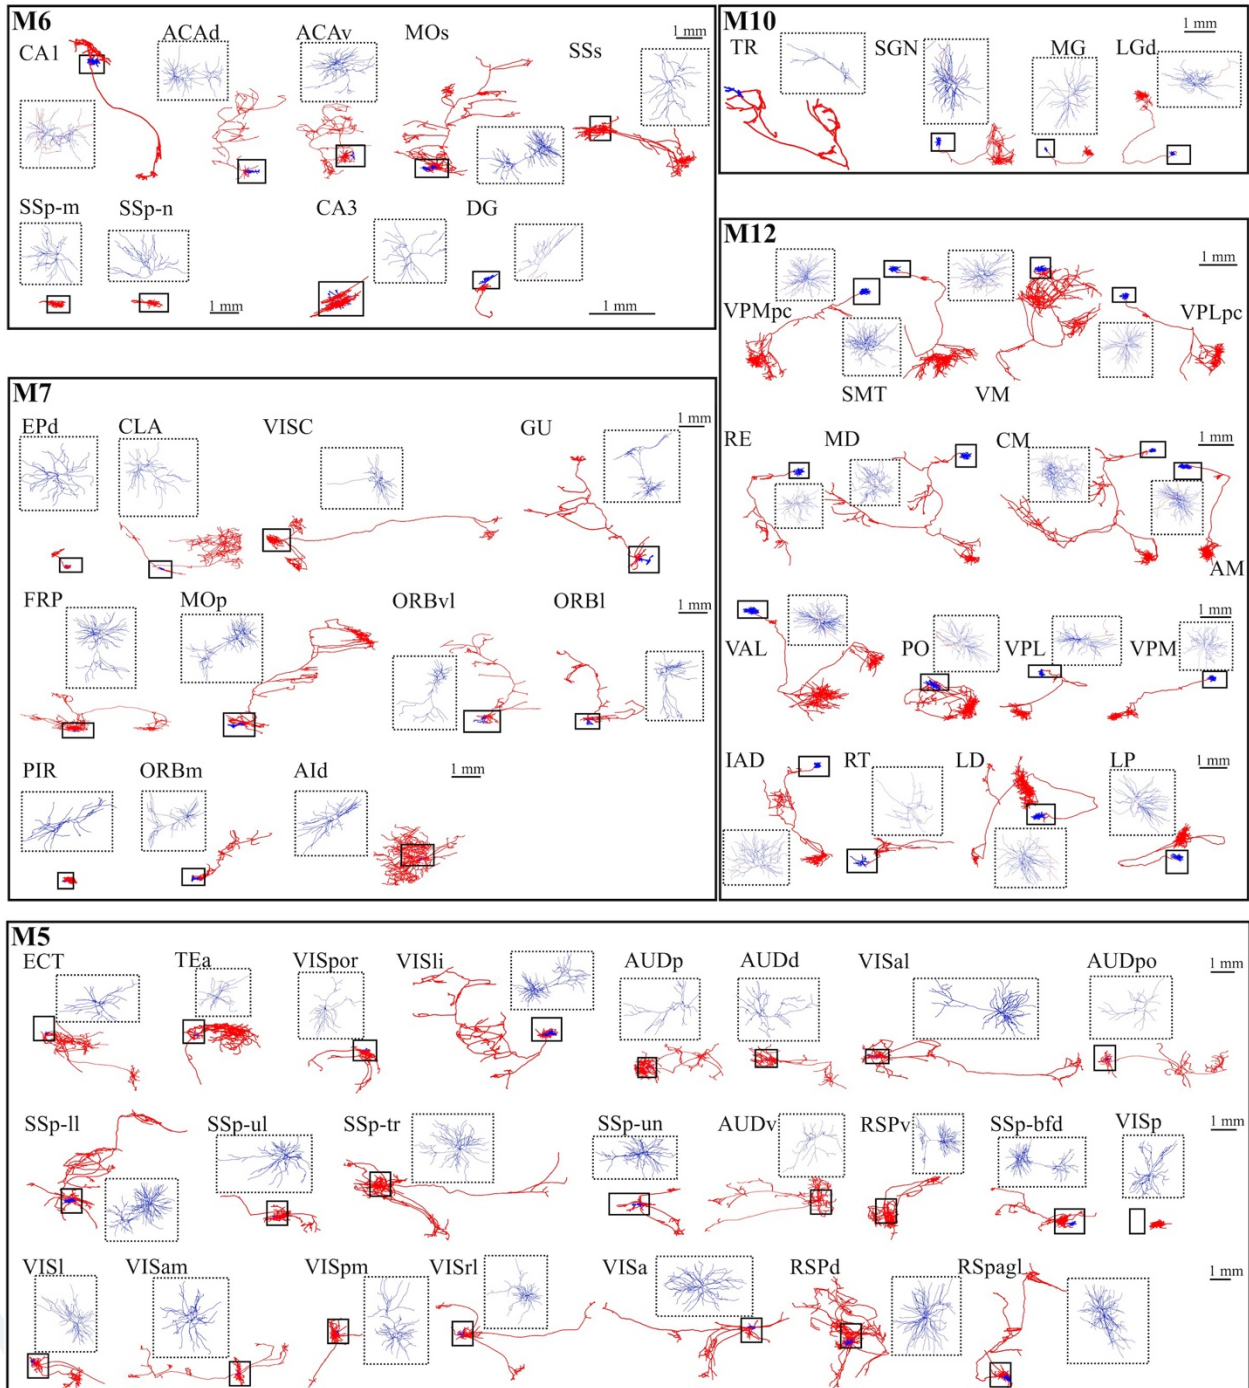 M6
CA1 ACAd ACAv MOs SSs 1 mm
SSp-m SSp-n CA3 DG
1 mm 1 mm
M10
TR SGN MG LGd 1 mm
M12
VPMpc SMT VM VPLpc 1 mm
RE MD CM AM 1 mm
VAL PO VPL VPM 1 mm
IAD RT LD LP 1 mm
M7
EPd CLA VISC GU 1 mm
FRP MOp ORBvl ORBl 1 mm
PIR ORBm AId 1 mm
M5
ECT TEa VISpor VISli AUDp AUDd VISal AUDpo 1 mm
SSp-ll SSp-ul SSp-tr SSp-un AUDv RSPv SSp-bfd VISp 1 mm
VISl VISam VISpm VISrl VISa RSPd RSpagl 1 mm